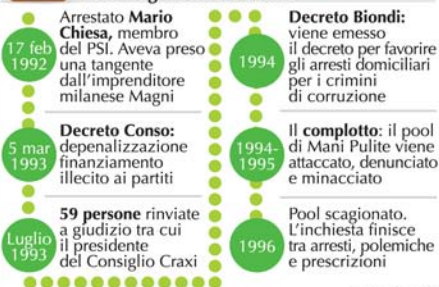 17 feb
1992
Arrestato Mario
Chiesa, membro
del PSI. Aveva preso
una tangente
dall'imprenditore
milanese Magni
5 mar
1993
Decreto Conso:
depenalizzazione
finanziamento
illecito ai partiti
Luglio
1993
59 persone rinviate
a giudizio tra cui
il presidente
del Consiglio Craxi
1994
Decreto Biondi:
viene emesso
il decreto per favorire
gli arresti domiciliari
per i crimini
di corruzione
1994-
1995
Il complotto: il pool
di Mani Pulite viene
attaccato, denunciato
e minacciato
1996
Pool scagionato.
L'inchiesta finisce
tra arresti, polemiche
e prescrizioni